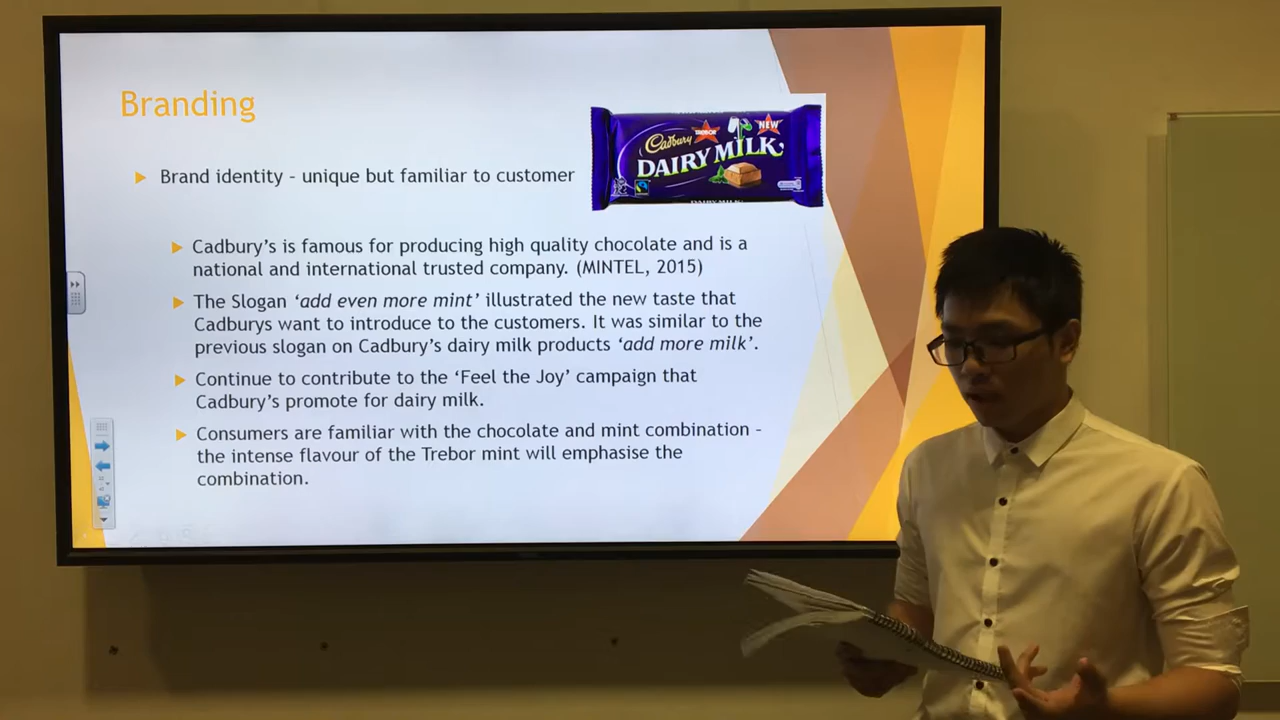 Branding
Cadbury
TREBOR
NEW
DAIRY MILK
DAIRY MILK
Brand identity – unique but familiar to customer
Cadbury's is famous for producing high quality chocolate and is a
national and international trusted company. (MINTEL, 2015)
The Slogan 'add even more mint' illustrated the new taste that
Cadburys want to introduce to the customers. It was similar to the
previous slogan on Cadbury's dairy milk products 'add more milk'.
Continue to contribute to the 'Feel the Joy' campaign that
Cadbury's promote for dairy milk.
Consumers are familiar with the chocolate and mint combination –
the intense flavour of the Trebor mint will emphasise the
combination.